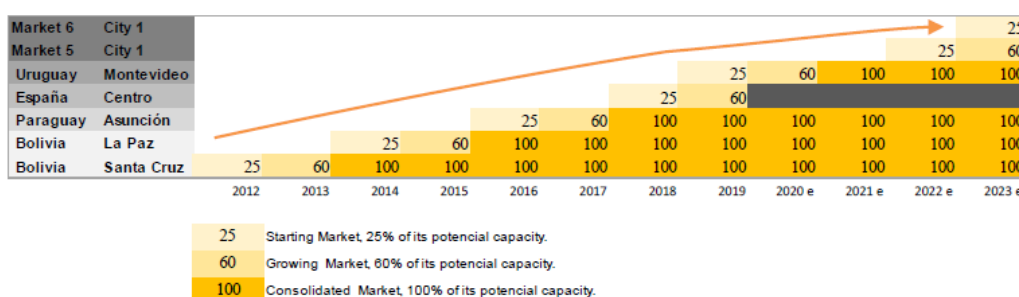 Market 6 City 1 25
Market 5 City 1 25 60
Uruguay Montevideo 25 60 100 100 100
España Centro 25 60
Paraguay Asunción 25 60 100 100 100 100 100 100
Bolivia La Paz 25 60 100 100 100 100 100 100 100 100
Bolivia Santa Cruz 25 60 100 100 100 100 100 100 100 100 100 100
2012 2013 2014 2015 2016 2017 2018 2019 2020 e 2021 e 2022 e 2023 e
25 Starting Market, 25% of its potencial capacity.
60 Growing Market, 60% of its potencial capacity.
100 Consolidated Market, 100% of its potencial capacity.